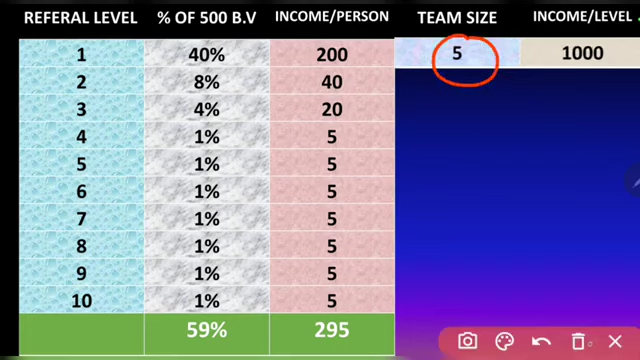 REFERAL LEVEL % OF 500 B.V INCOME/PERSON TEAM SIZE INCOME/LEVEL
1 40% 200 5 1000
2 8% 40
3 4% 20
4 1% 5
5 1% 5
6 1% 5
7 1% 5
8 1% 5
9 1% 5
10 1% 5
59% 295